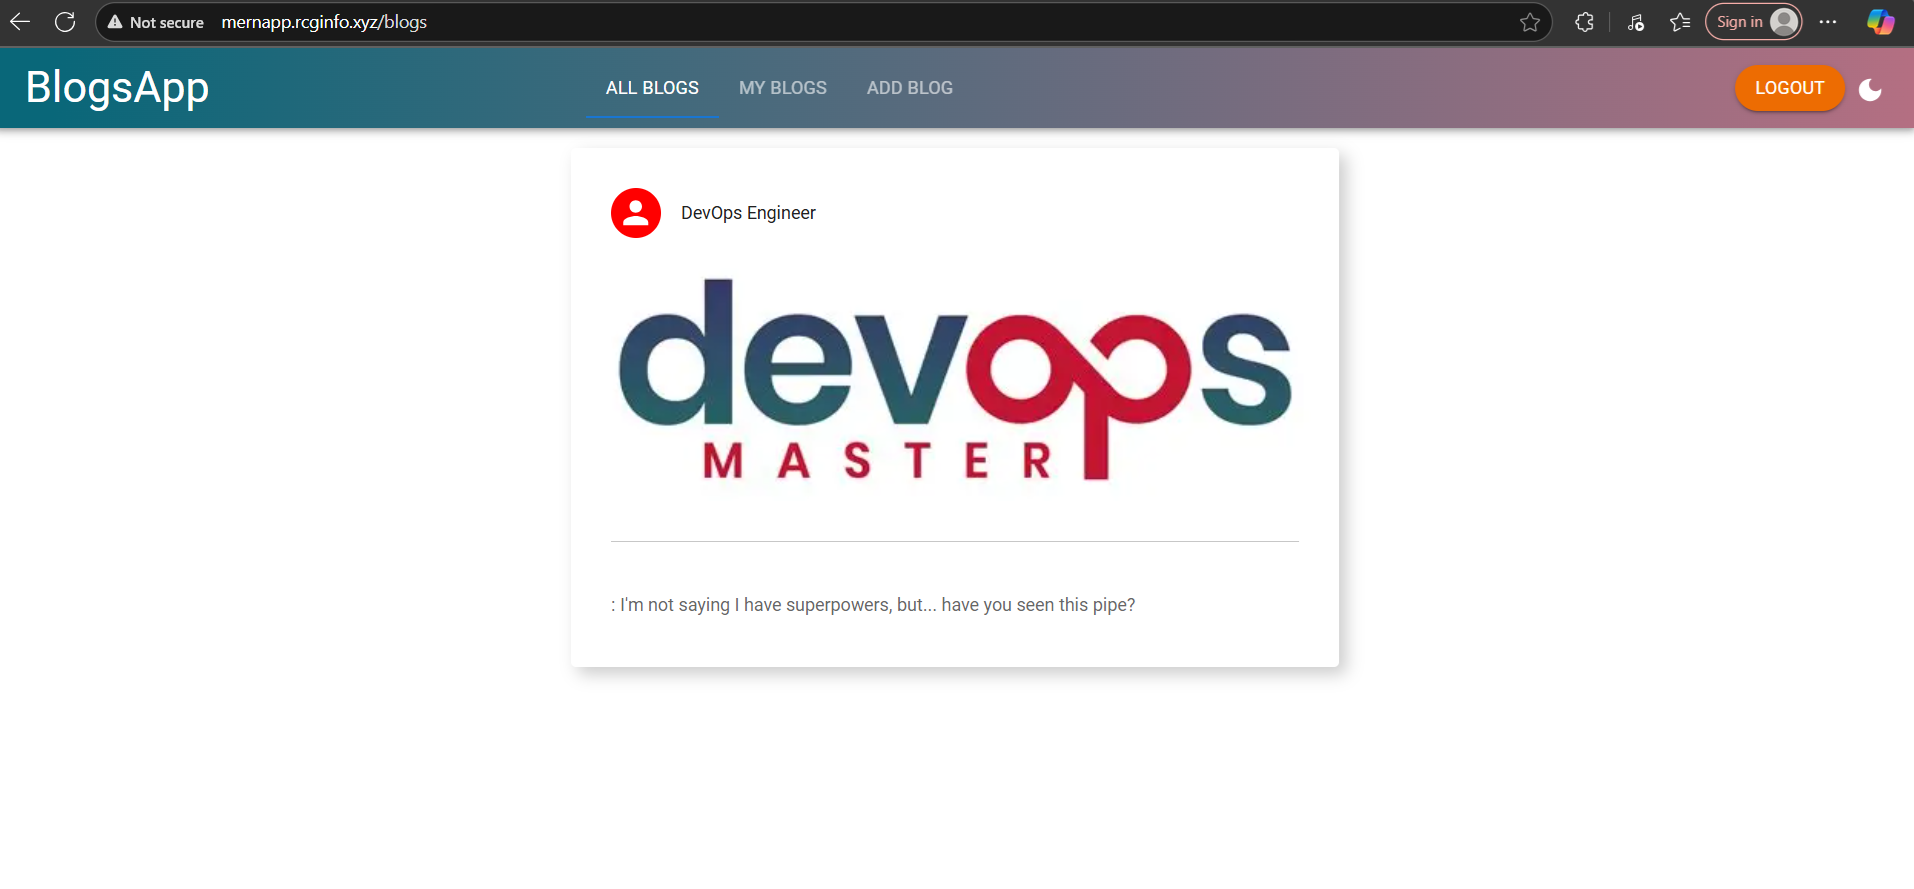 Not secure mernapp.rcginfo.xyz/blogs Sign in
BlogsApp ALL BLOGS MY BLOGS ADD BLOG LOGOUT
DevOps Engineer
devops
MASTER
: I'm not saying I have superpowers, but... have you seen this pipe?